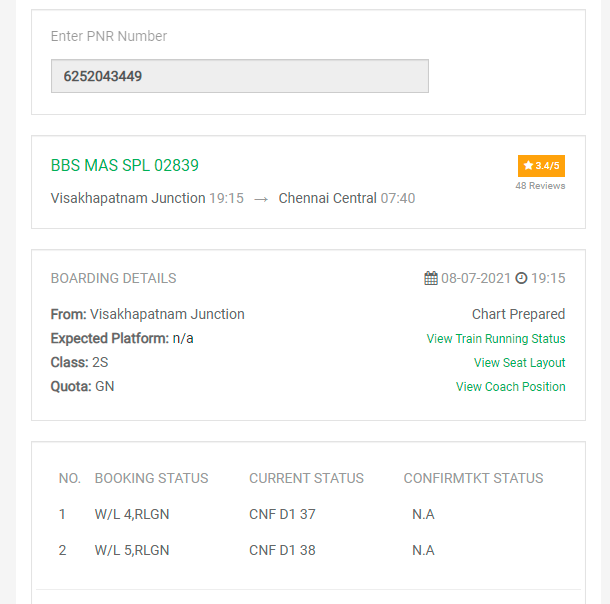 Enter PNR Number
6252043449
BBS MAS SPL 02839
3.4/5
48 Reviews
Visakhapatnam Junction 19:15 → Chennai Central 07:40
BOARDING DETAILS 08-07-2021 19:15
From: Visakhapatnam Junction Chart Prepared
Expected Platform: n/a View Train Running Status
Class: 2S View Seat Layout
Quota: GN View Coach Position
NO. BOOKING STATUS CURRENT STATUS CONFIRMTKT STATUS
1 W/L 4,RLGN CNF D1 37 N.A
2 W/L 5,RLGN CNF D1 38 N.A